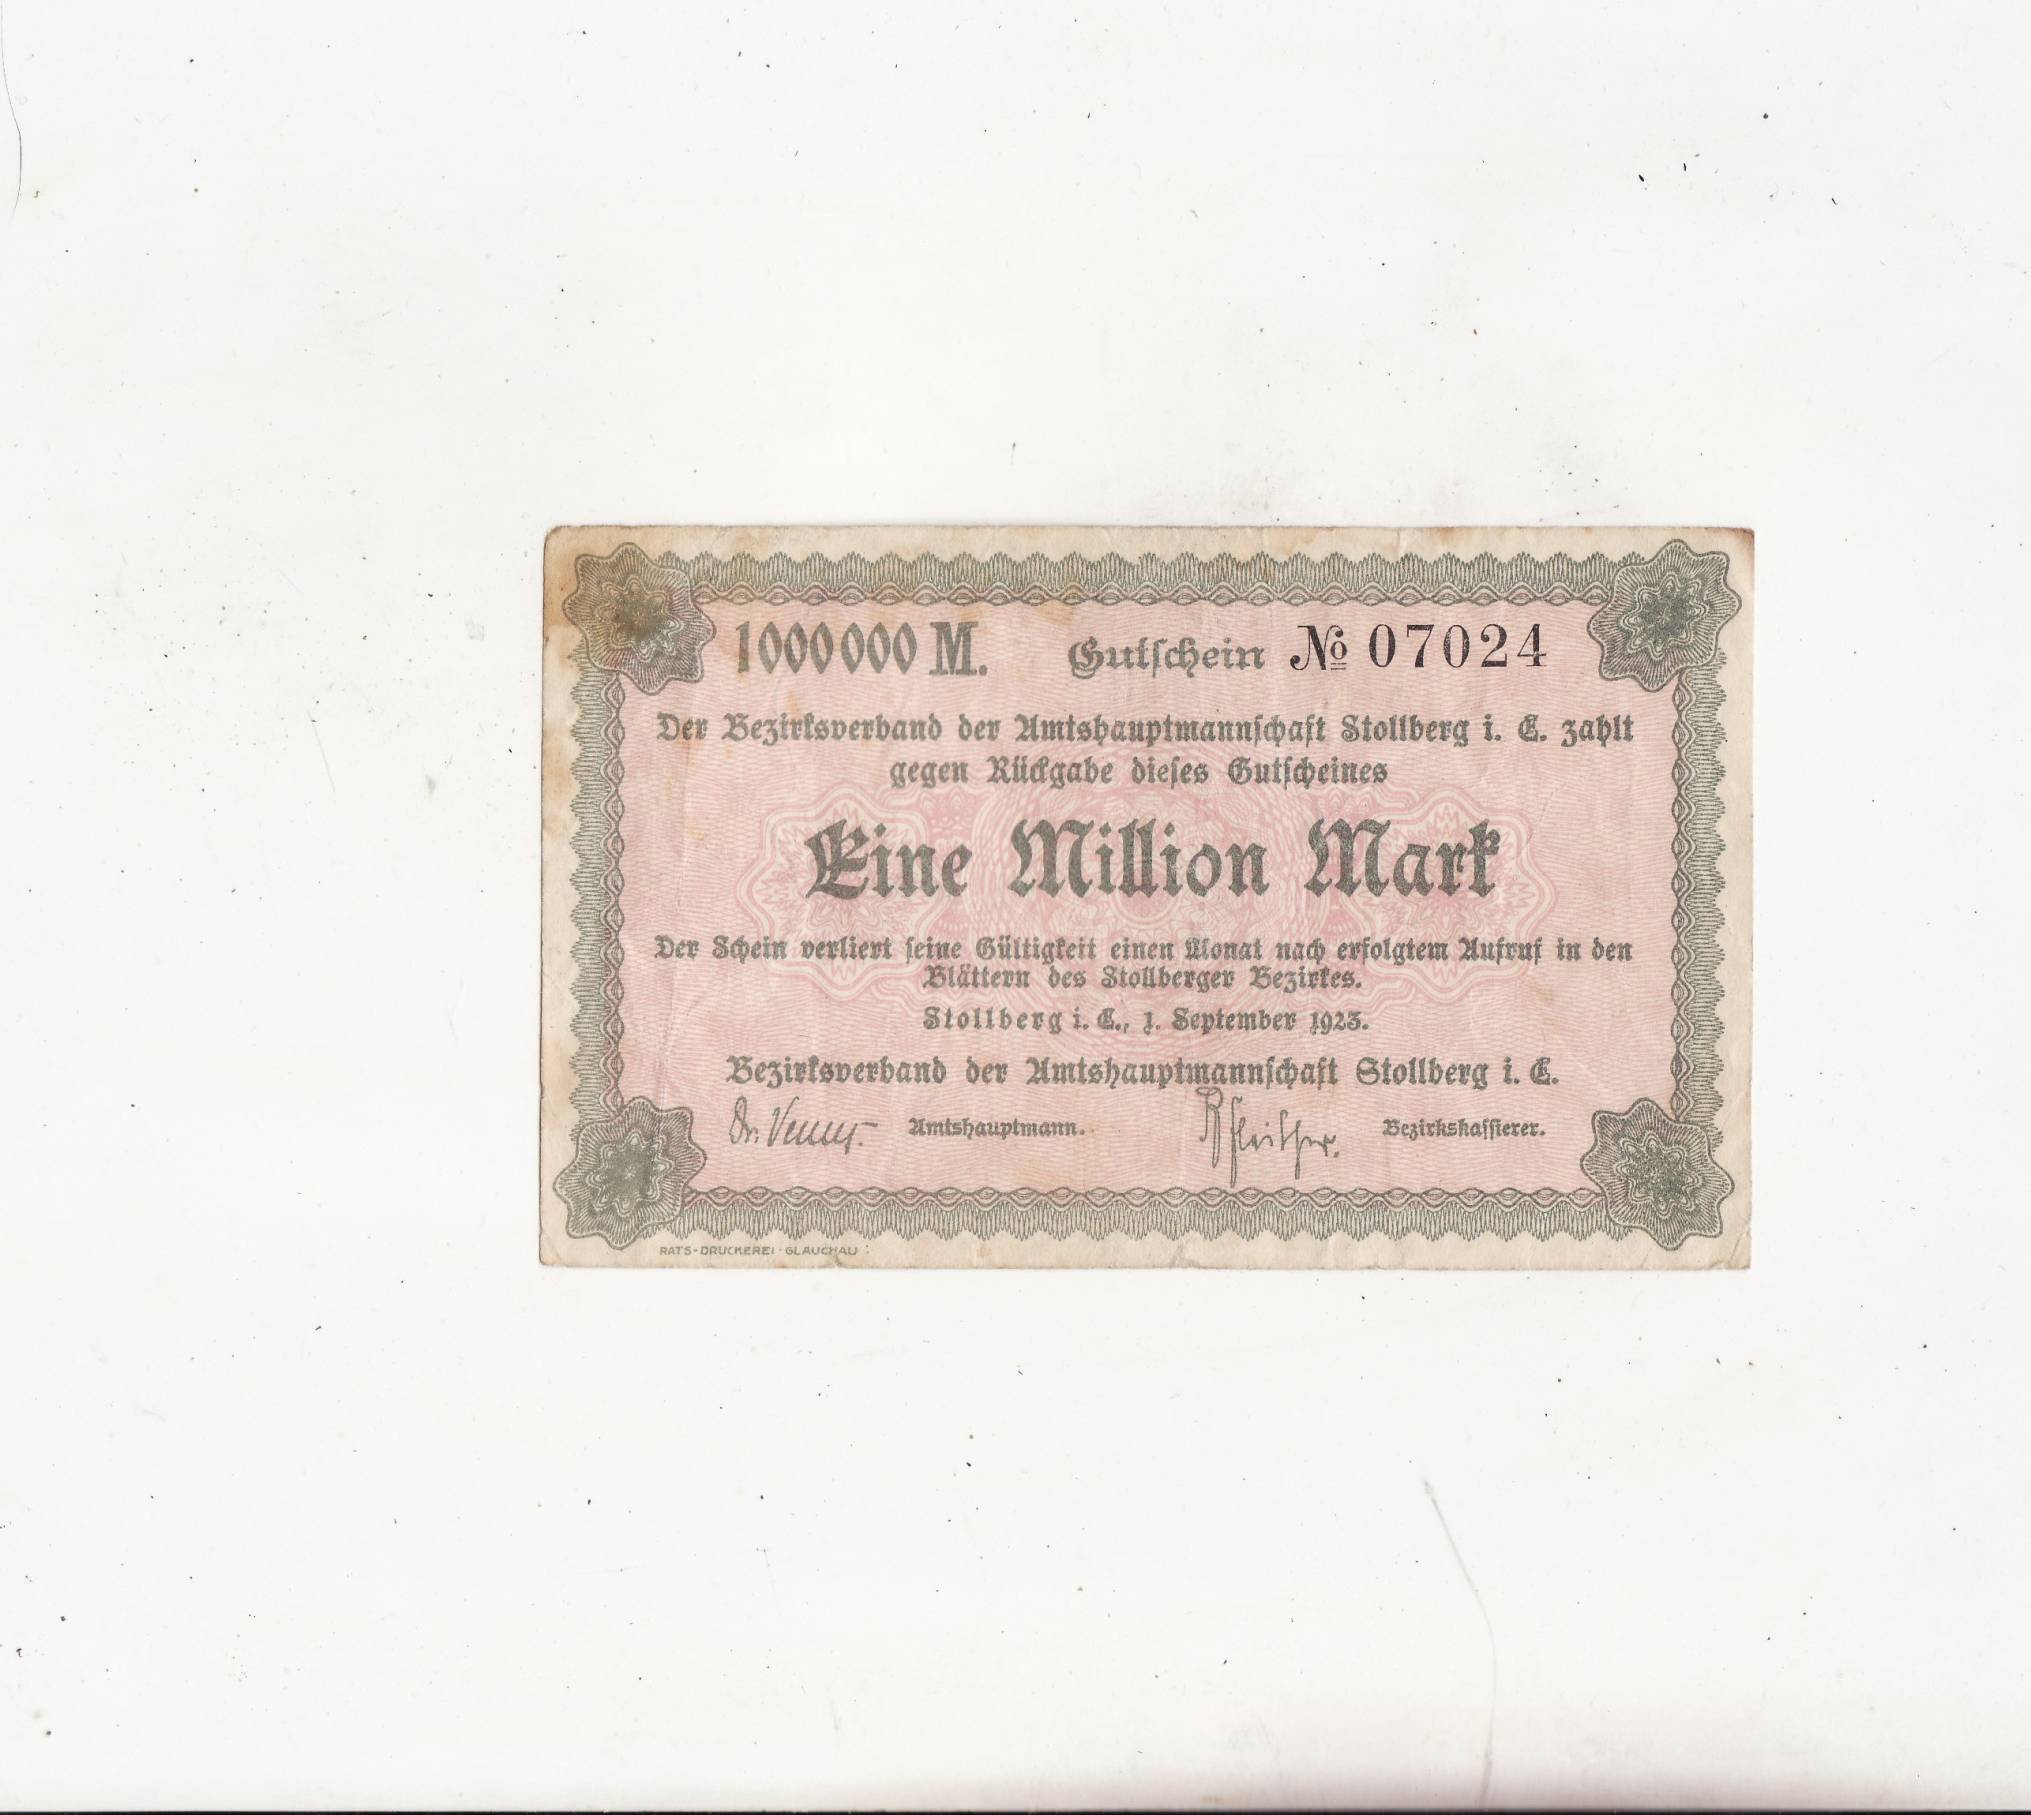 1000000 M. Gutschein № 07024
Der Bezirksverband der Amtshauptmannschaft Stollberg i. E. zahlt
gegen Rückgabe dieses Gutscheines
Eine Million Mark
Der Schein verliert seine Gültigkeit einen Monat nach erfolgtem Aufruf in den
Blättern des Stollberger Bezirkes.
Stollberg i. E., 1. September 1923.
Bezirksverband der Amtshauptmannschaft Stollberg i. E.
Dr. Amtshauptmann. Bezirkskassierer.
RATS-DRUCKEREI · GLAUCHAU